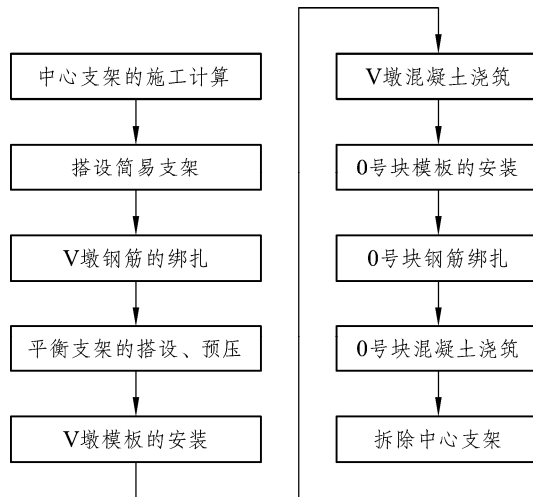 中心支架的施工计算
搭设简易支架
V墩钢筋的绑扎
平衡支架的搭设、预压
V墩模板的安装
V墩混凝土浇筑
0号块模板的安装
0号块钢筋绑扎
0号块混凝土浇筑
拆除中心支架